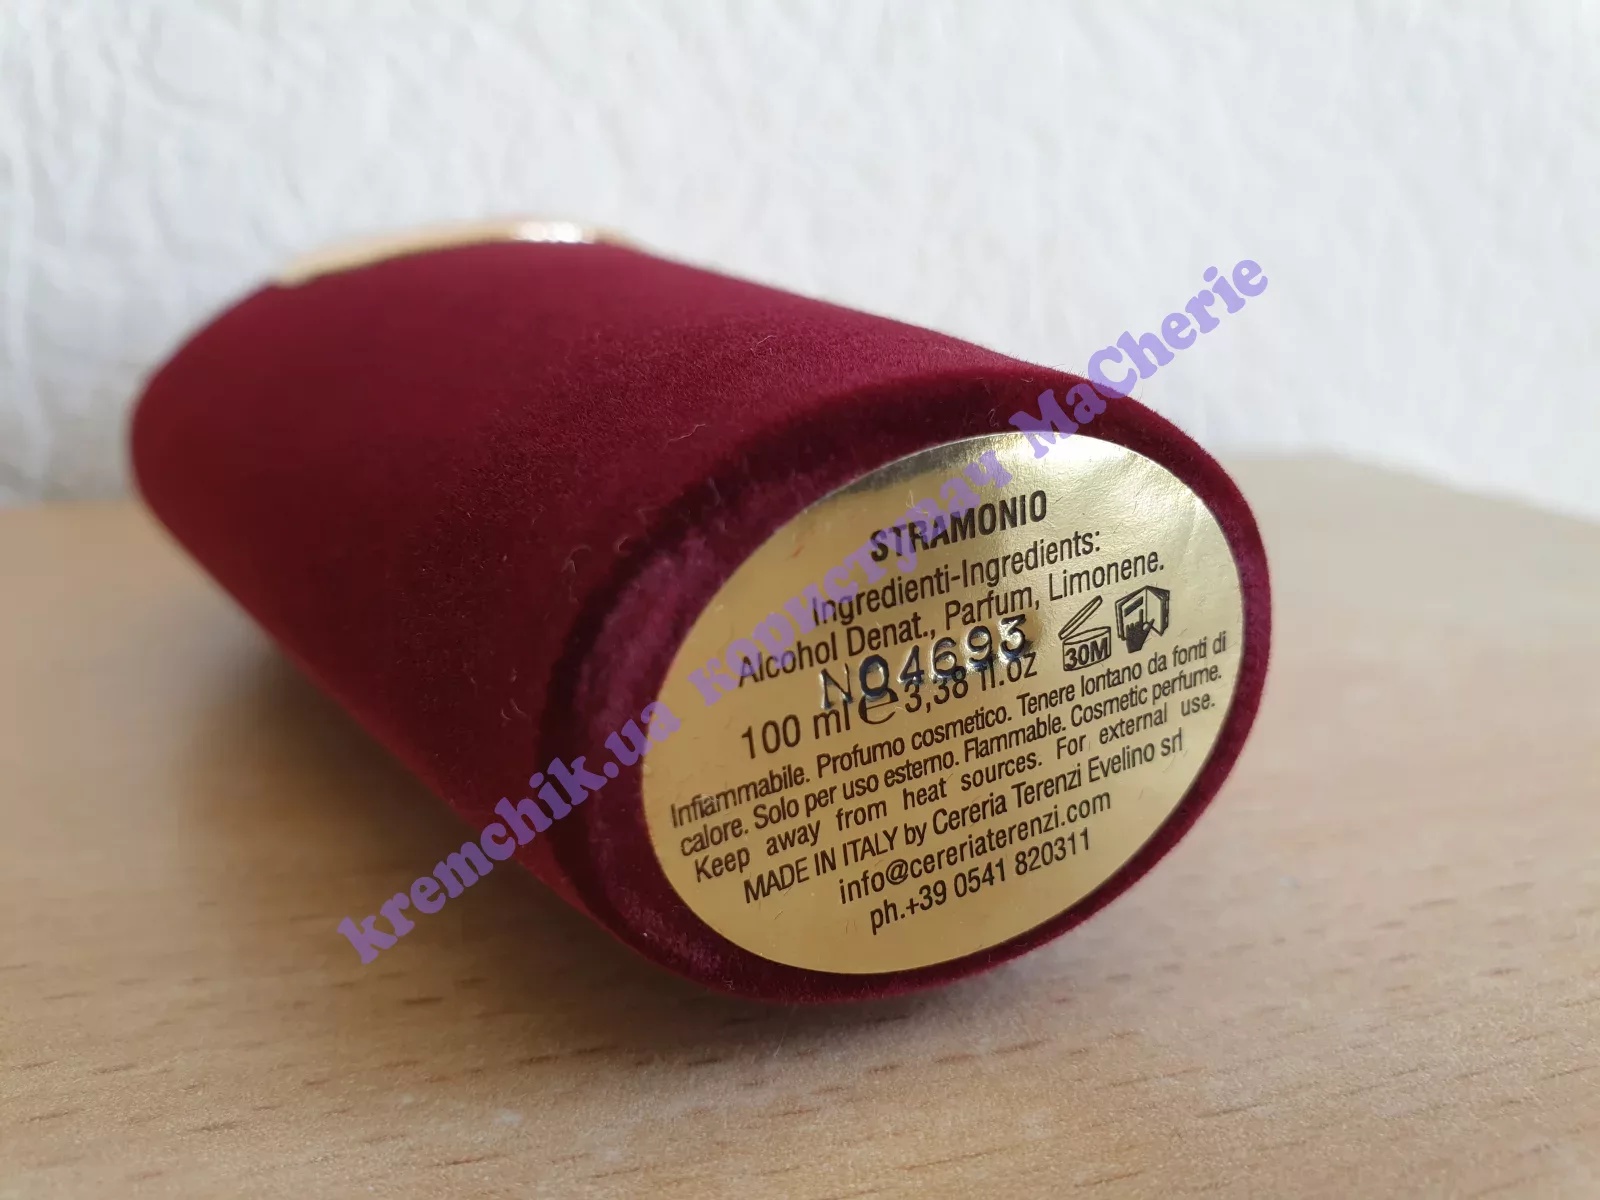 STRAMONIO
Ingredienti-Ingredients:
Alcohol Denat., Parfum, Limonene.
N04693
30M
100 ml e 3,38 fl.oz
Infiammabile. Profumo cosmetico. Tenere lontano da fonti di
calore. Solo per uso esterno. Flammable. Cosmetic perfume.
Keep away from heat sources. For external use.
MADE IN ITALY by Cereria Terenzi Evelino srl
info@cereriaterenzi.com
ph.+39 0541 820311
kremchik.ua користувач MaCherie